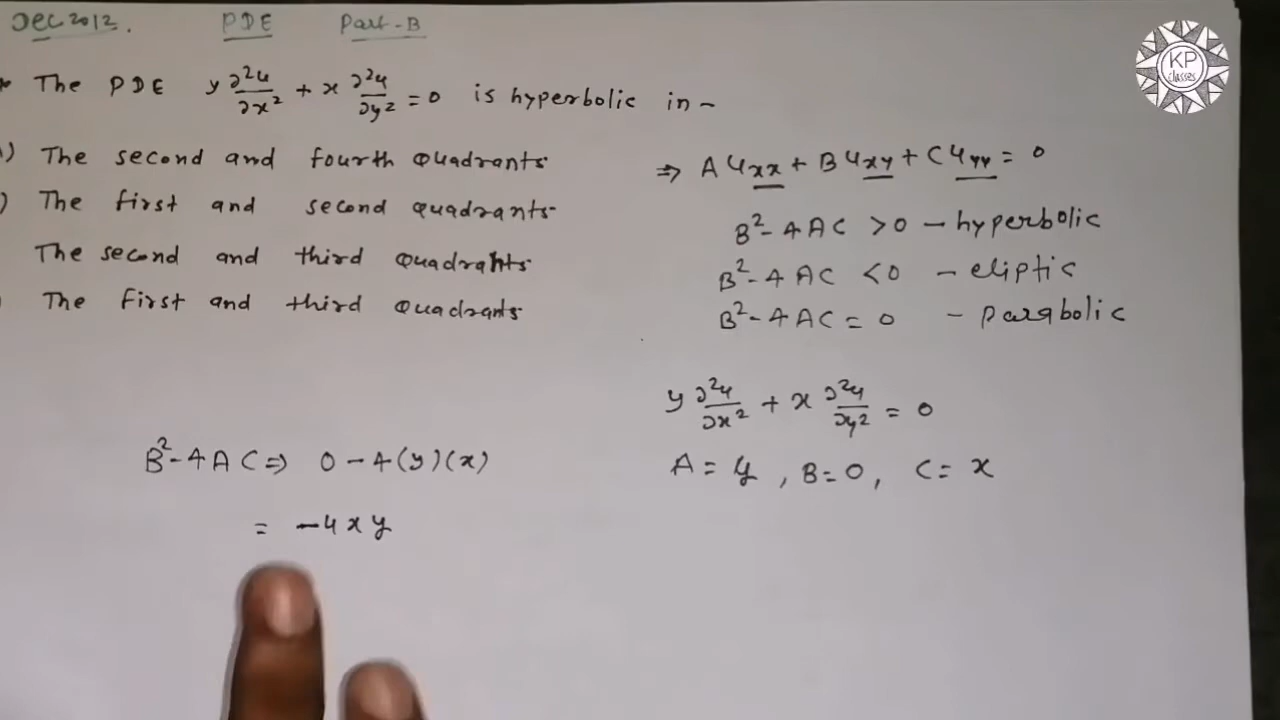 Dec 2012. PDE Part-B
The PDE y ∂²u/∂x² + x ∂²u/∂y² = 0 is hyperbolic in -
) The second and fourth Quadrants
) The first and second Quadrants
The second and third Quadrants
The First and third Quadrants
⇒ A u_xx + B u_xy + C u_yy = 0
B² - 4AC > 0 - hyperbolic
B² - 4AC < 0 - eliptic
B² - 4AC = 0 - parabolic
y ∂²u/∂x² + x ∂²u/∂y² = 0
A = y, B = 0, C = x
B² - 4AC ⇒ 0 - 4(y)(x)
= -4xy
KP
classes